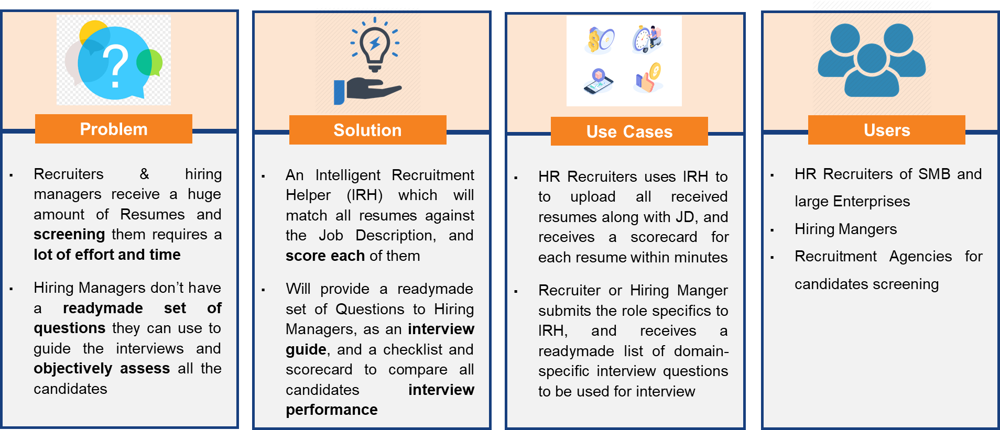 Problem
Recruiters & hiring
managers receive a huge
amount of Resumes and
screening them requires a
lot of effort and time
Hiring Managers don’t have
a readymade set of
questions they can use to
guide the interviews and
objectively assess all the
candidates
Solution
An Intelligent Recruitment
Helper (IRH) which will
match all resumes against
the Job Description, and
score each of them
Will provide a readymade
set of Questions to Hiring
Managers, as an interview
guide, and a checklist and
scorecard to compare all
candidates interview
performance
Use Cases
HR Recruiters uses IRH to
to upload all received
resumes along with JD, and
receives a scorecard for
each resume within minutes
Recruiter or Hiring Manger
submits the role specifics to
IRH, and receives a
readymade list of domain-
specific interview questions
to be used for interview
Users
HR Recruiters of SMB and
large Enterprises
Hiring Mangers
Recruitment Agencies for
candidates screening